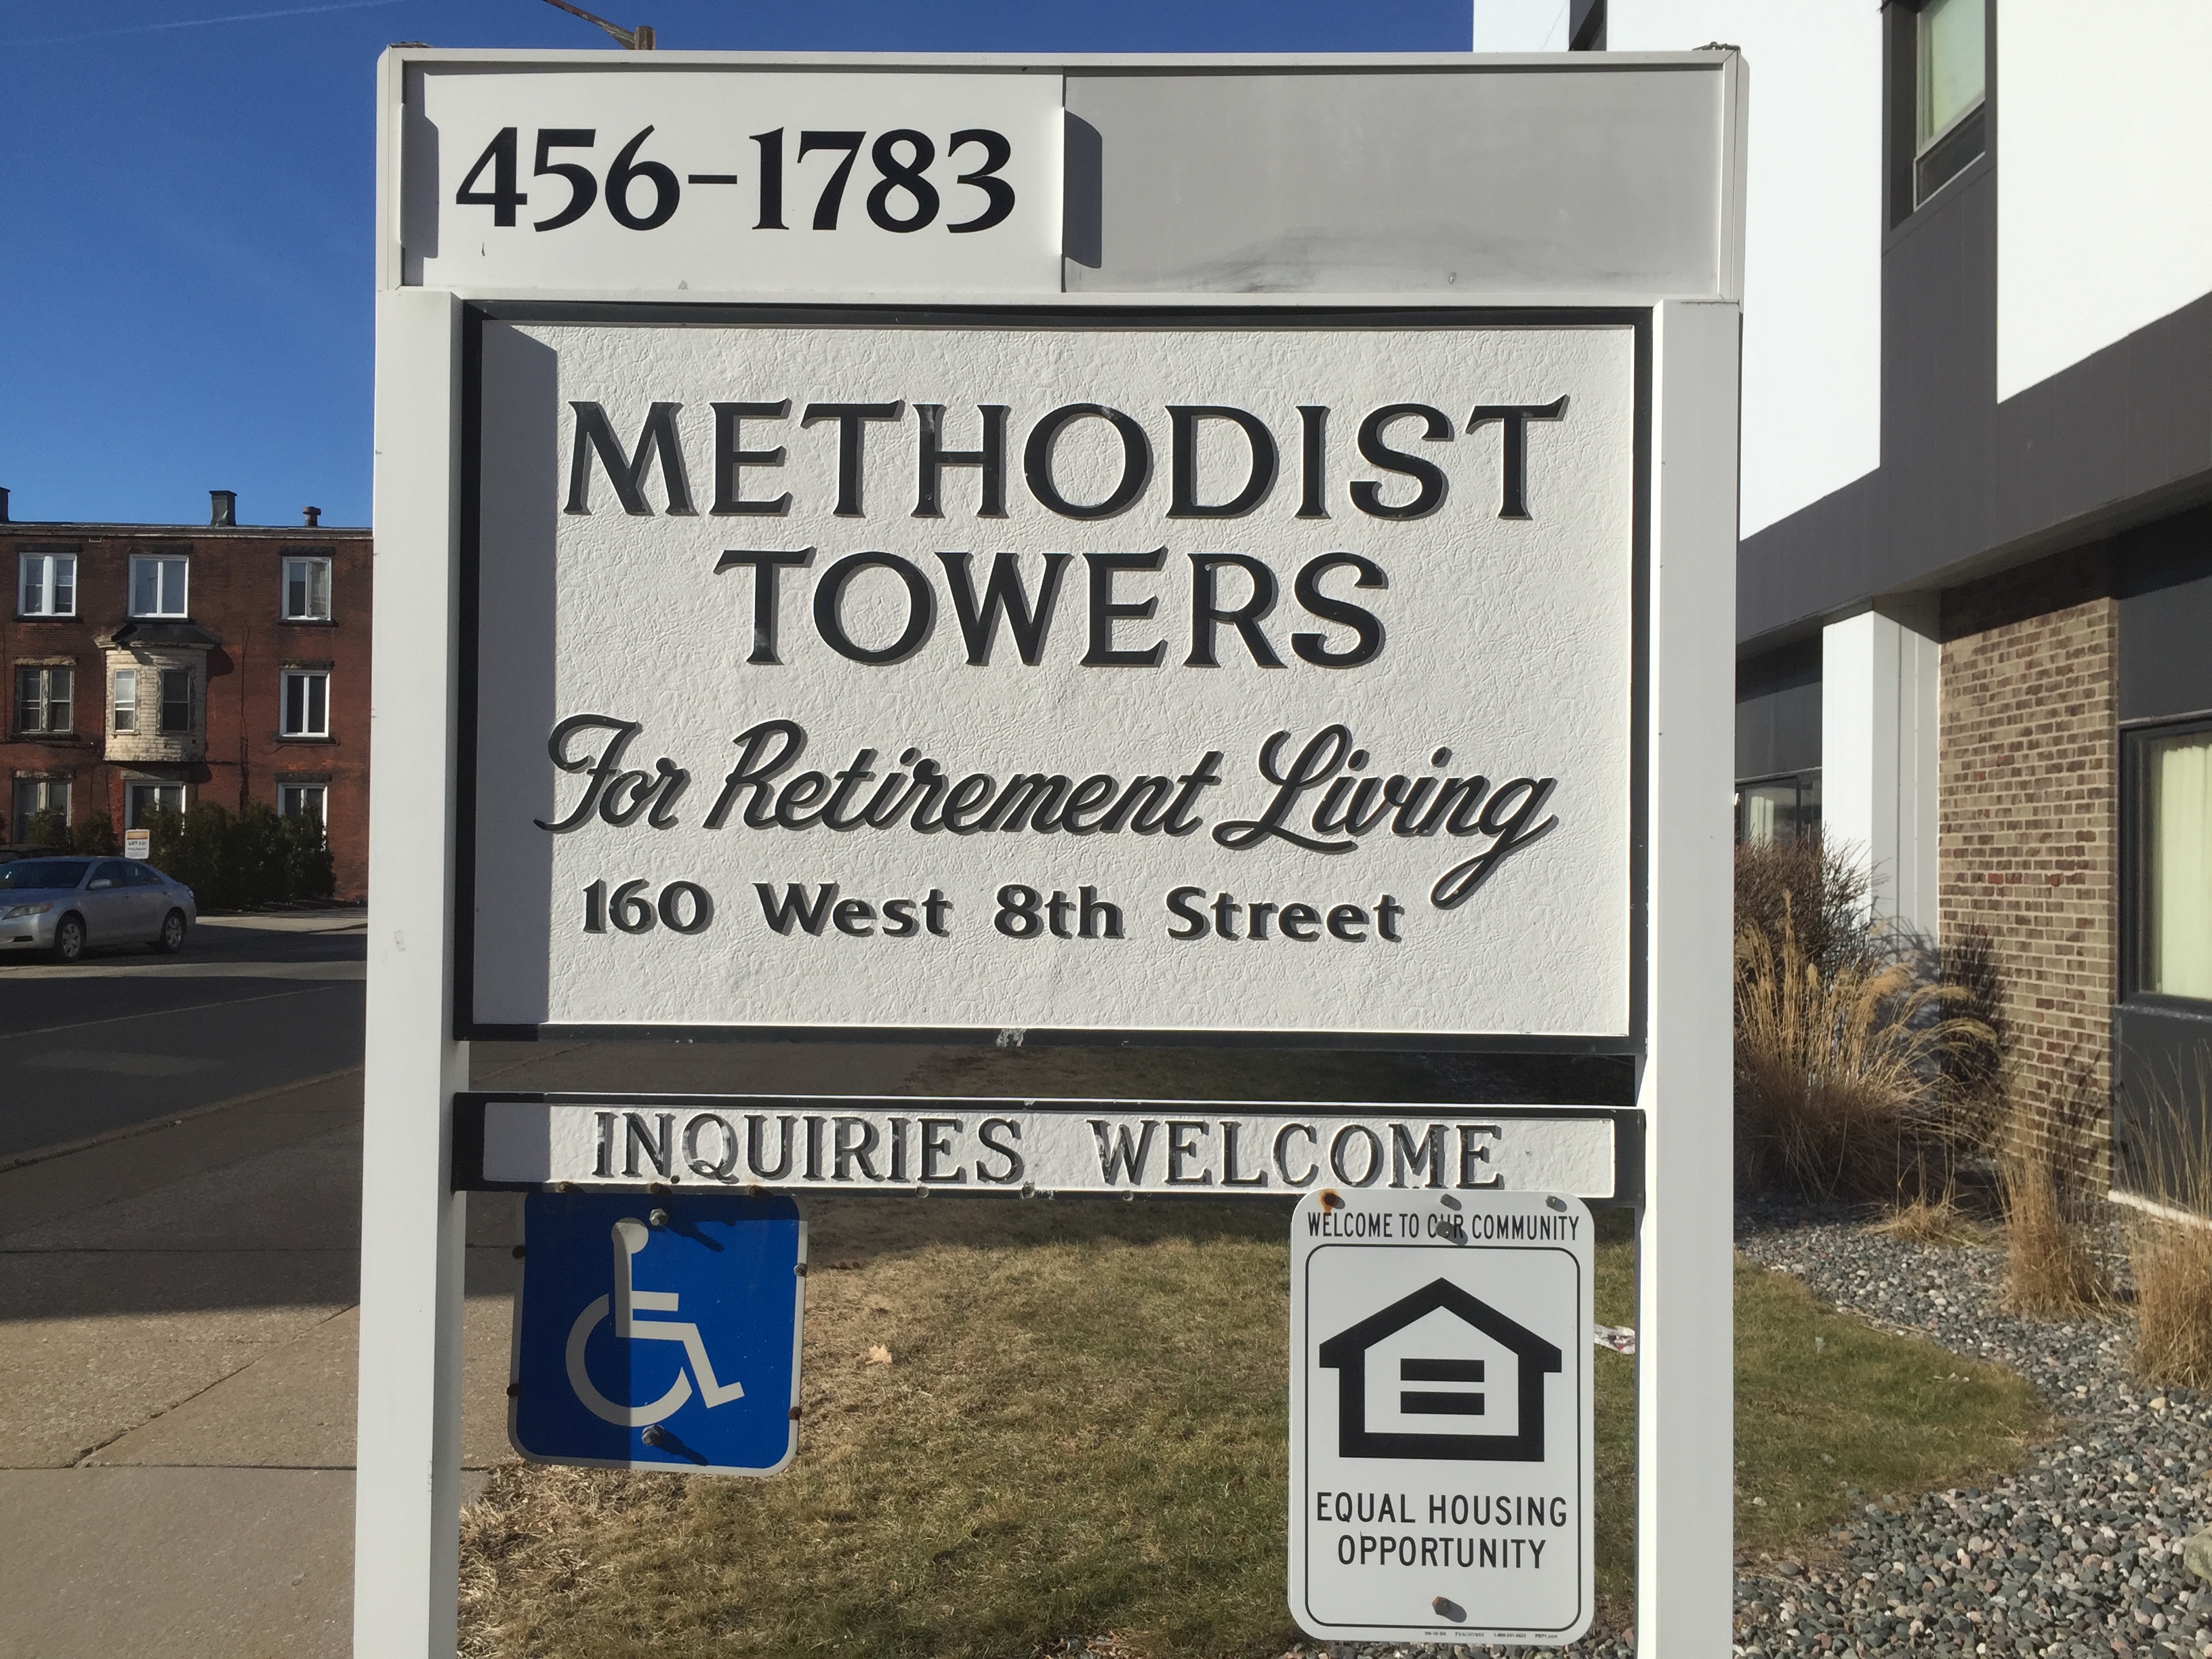 456-1783
METHODIST
TOWERS
For Retirement Living
160 West 8th Street
INQUIRIES WELCOME
WELCOME TO OUR COMMUNITY
EQUAL HOUSING
OPPORTUNITY